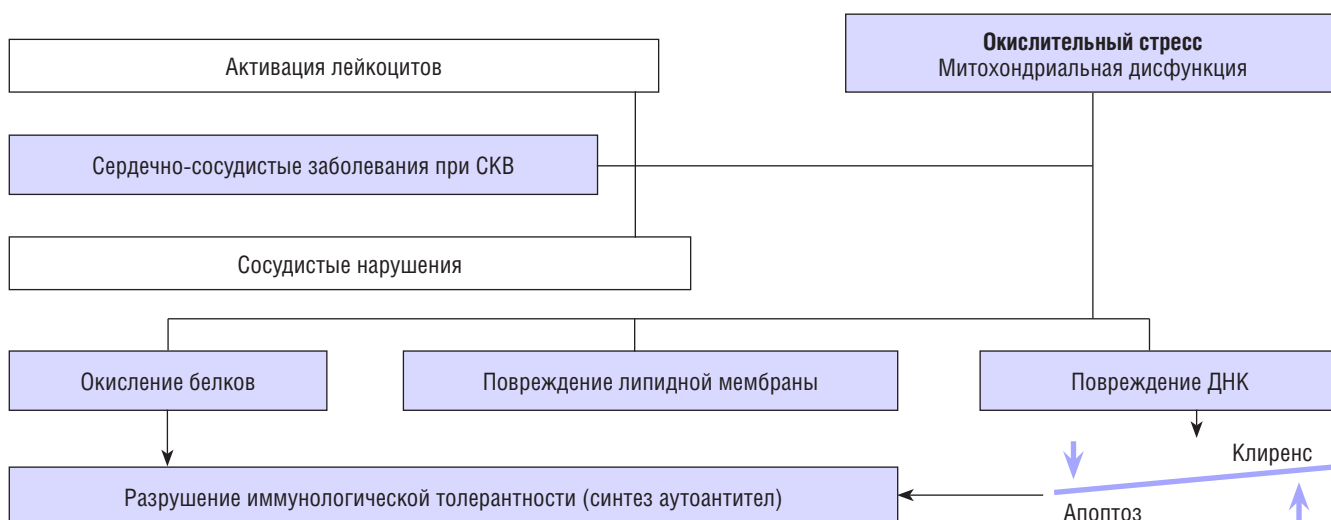 Окислительный стресс
Митохондриальная дисфункция
Активация лейкоцитов
Сердечно-сосудистые заболевания при СКВ
Сосудистые нарушения
Окисление белков
Повреждение липидной мембраны
Повреждение ДНК
Клиренс
Разрушение иммунологической толерантности (синтез аутоантител)
Апоптоз